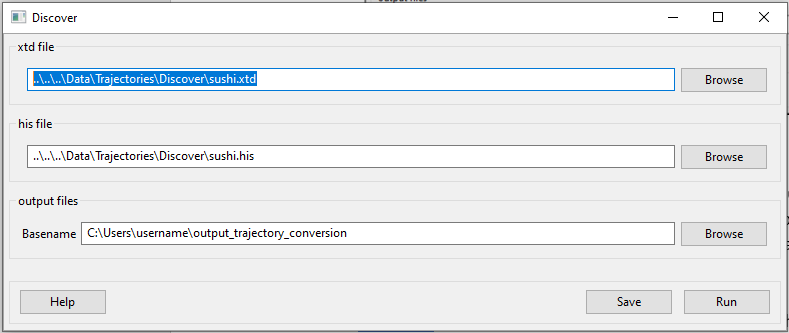 Discover
xtd file
..\..\..\Data\Trajectories\Discover\sushi.xtd
Browse
his file
..\..\..\Data\Trajectories\Discover\sushi.his
Browse
output files
Basename C:\Users\username\output_trajectory_conversion Browse
Help Save Run